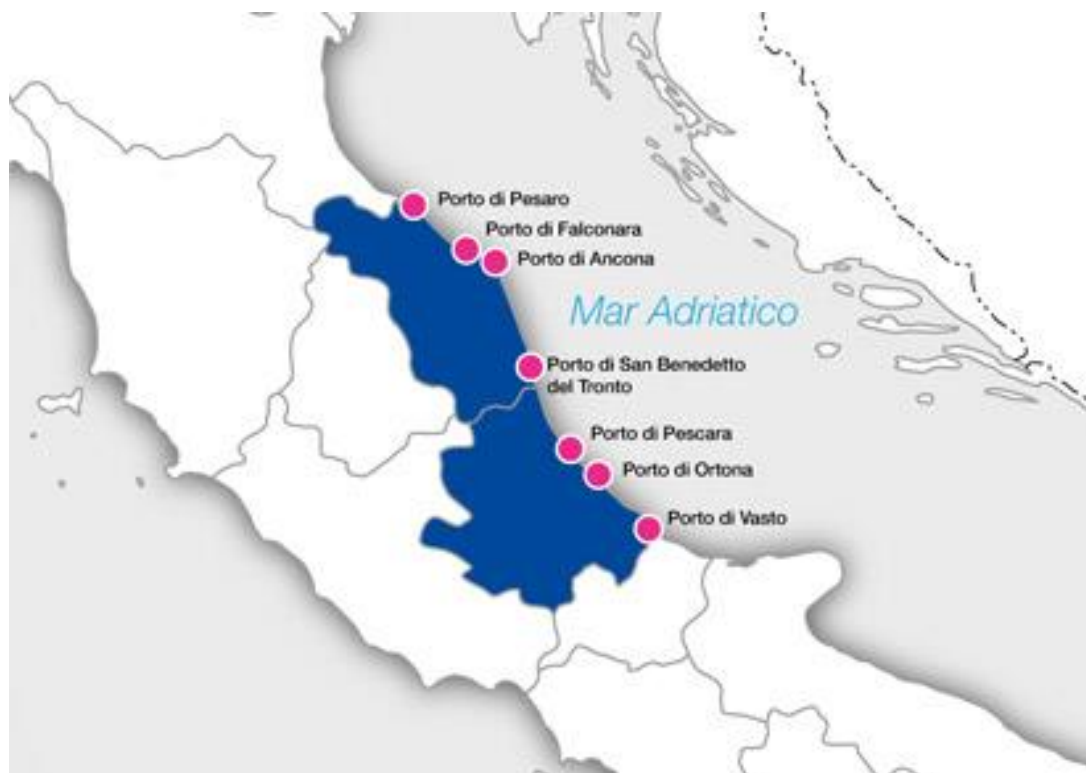 Porto di Pesaro
Porto di Falconara
Porto di Ancona
Mar Adriatico
Porto di San Benedetto
del Tronto
Porto di Pescara
Porto di Ortona
Porto di Vasto